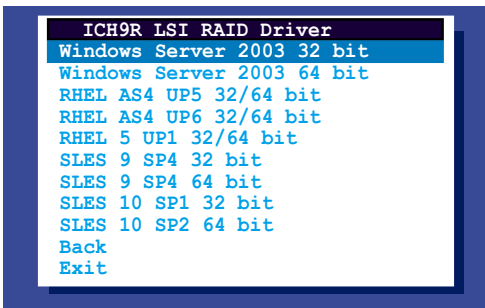 ICH9R LSI RAID Driver
Windows Server 2003 32 bit
Windows Server 2003 64 bit
RHEL AS4 UP5 32/64 bit
RHEL AS4 UP6 32/64 bit
RHEL 5 UP1 32/64 bit
SLES 9 SP4 32 bit
SLES 9 SP4 64 bit
SLES 10 SP1 32 bit
SLES 10 SP2 64 bit
Back
Exit